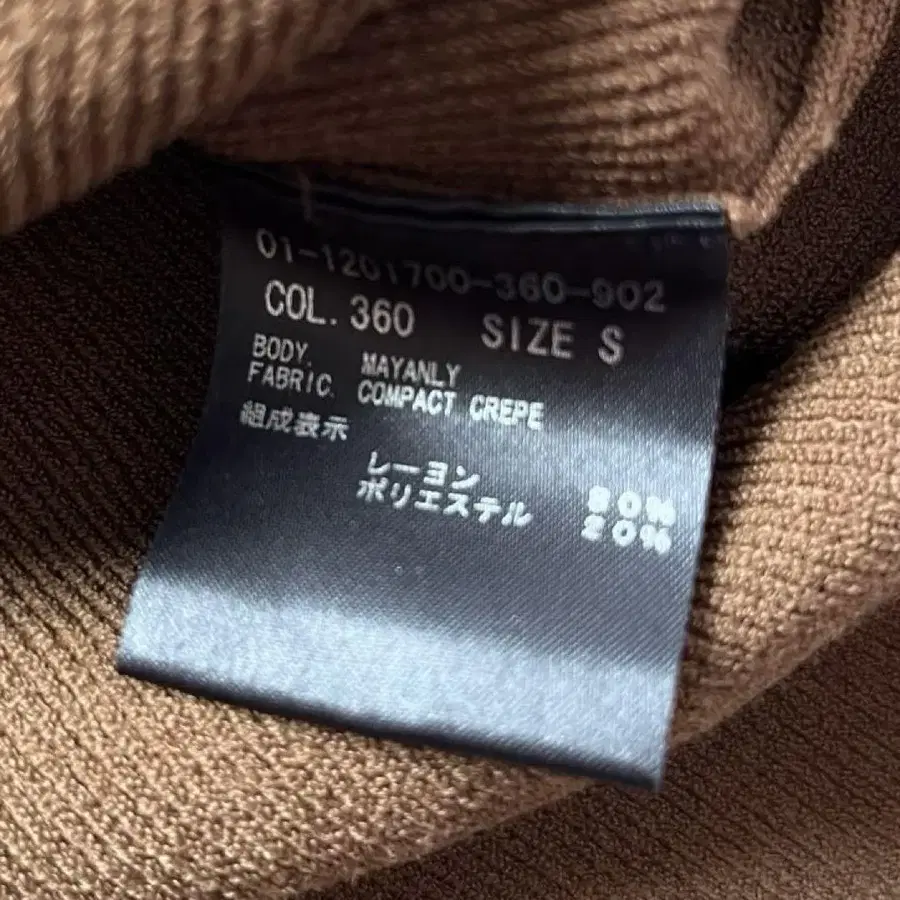 01-1201700-360-902
COL. 360 SIZE S
BODY. MAYANLY
FABRIC. COMPACT CREPE
組成表示
レーヨン 80%
ポリエステル 20%